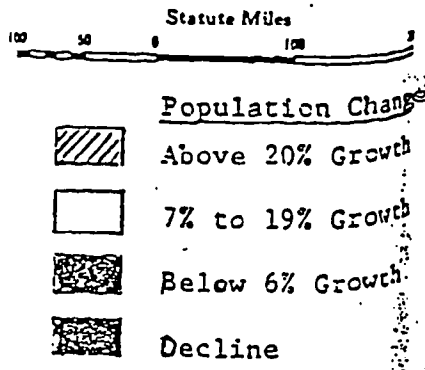 Statute Miles
100 50 0 100
Population Change
Above 20% Growth
7% to 19% Growth
Below 6% Growth
Decline